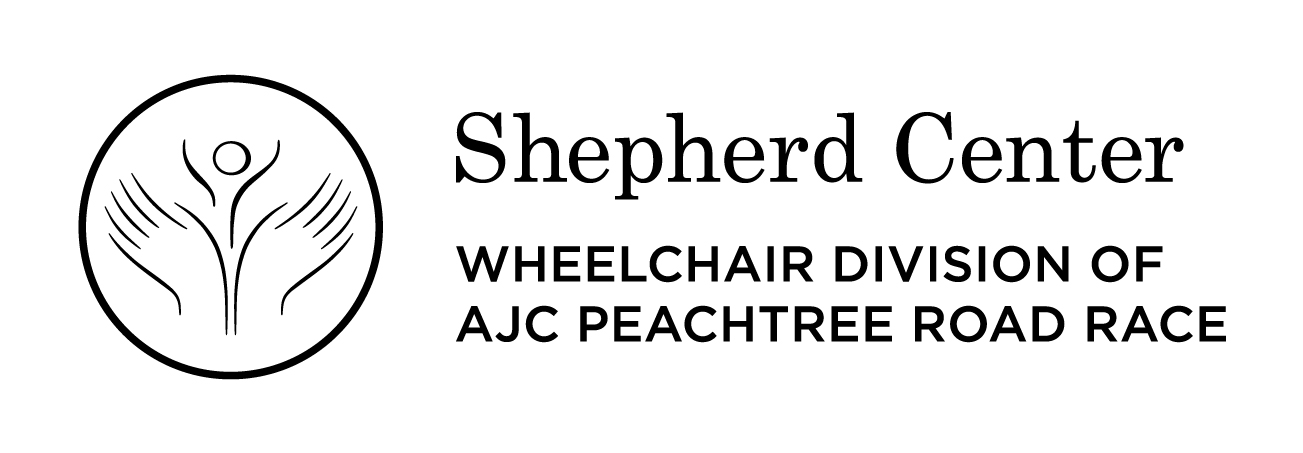 Shepherd Center
WHEELCHAIR DIVISION OF
AJC PEACHTREE ROAD RACE